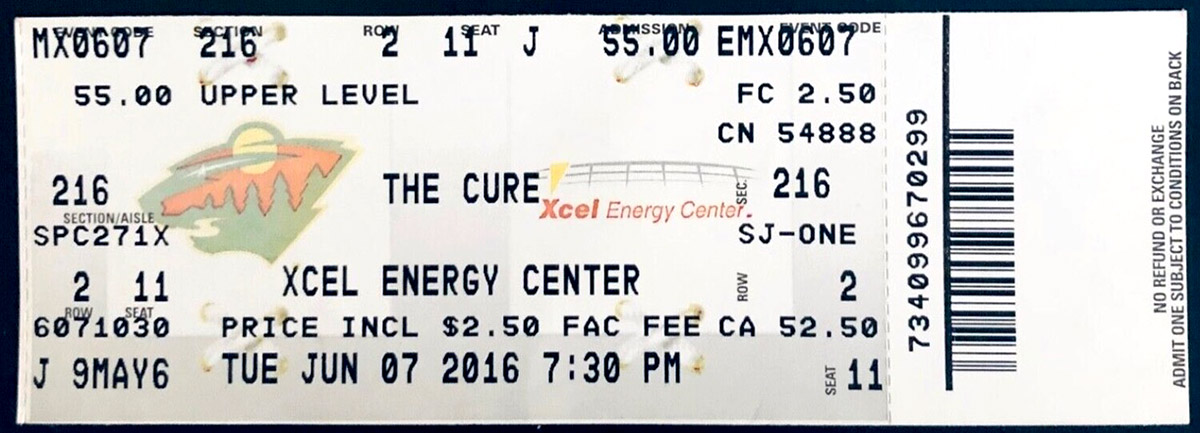 EVENT CODE SECTION ROW SEAT ADMISSION EVENT CODE
MX0607 216 2 11 J 55.00 EMX0607
55.00 UPPER LEVEL FC 2.50
CN 54888
216 THE CURE SEC. 216
SECTION/AISLE Xcel Energy Center.
SPC271X SJ-ONE
2 11 XCEL ENERGY CENTER ROW 2
ROW SEAT
6071030 PRICE INCL $2.50 FAC FEE CA 52.50
J 9MAY6 TUE JUN 07 2016 7:30 PM SEAT 11
734099670299
NO REFUND OR EXCHANGE
ADMIT ONE SUBJECT TO CONDITIONS ON BACK